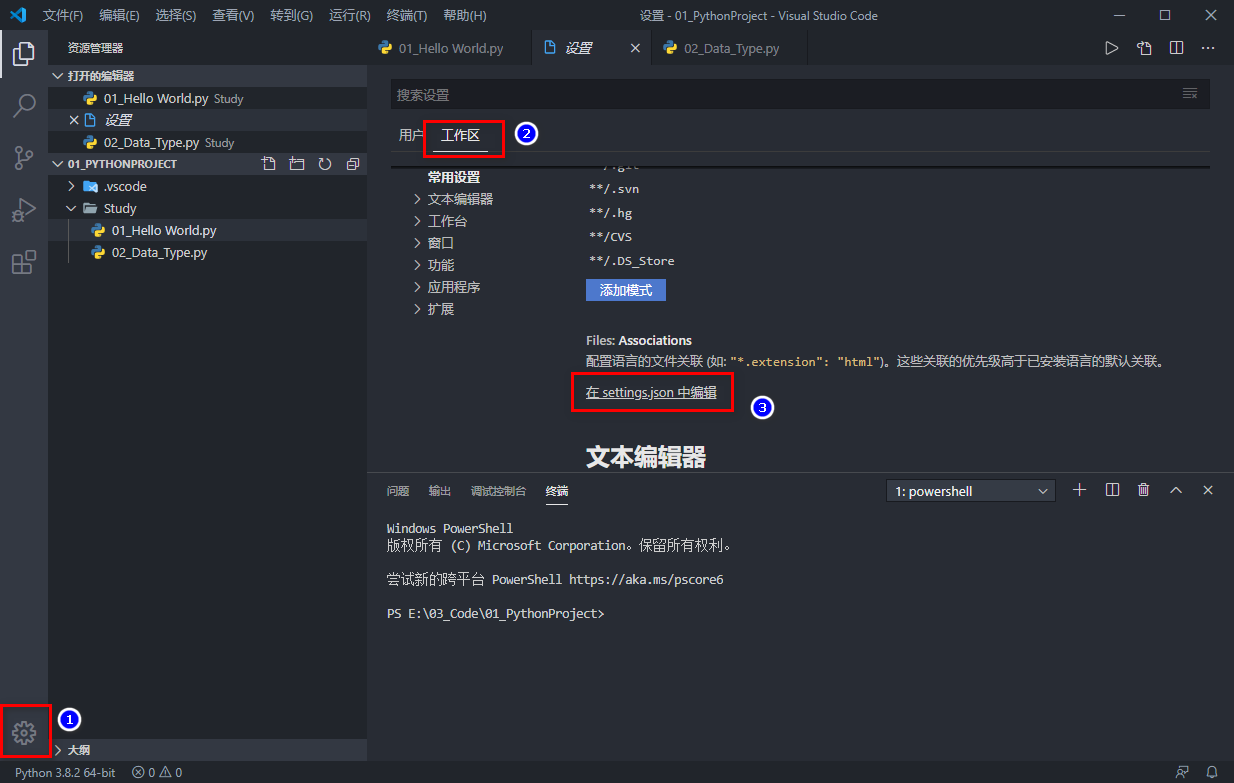 文件(F) 编辑(E) 选择(S) 查看(V) 转到(G) 运行(R) 终端(T) 帮助(H) 设置 - 01_PythonProject - Visual Studio Code
资源管理器
打开的编辑器
01_Hello World.py Study
设置
02_Data_Type.py Study
01_PYTHONPROJECT
.vscode
Study
01_Hello World.py
02_Data_Type.py
大纲
1
01_Hello World.py 设置 02_Data_Type.py
搜索设置
用户 工作区 2
常用设置
文本编辑器
工作台
窗口
功能
应用程序
扩展
**/.git
**/.svn
**/.hg
**/CVS
**/.DS_Store
添加模式
Files: Associations
配置语言的文件关联 (如: "*.extension": "html")。这些关联的优先级高于已安装语言的默认关联。
在 settings.json 中编辑 3
文本编辑器
问题 输出 调试控制台 终端 1: powershell
Windows PowerShell
版权所有 (C) Microsoft Corporation。保留所有权利。
尝试新的跨平台 PowerShell https://aka.ms/pscore6
PS E:\03_Code\01_PythonProject>
Python 3.8.2 64-bit 0 0